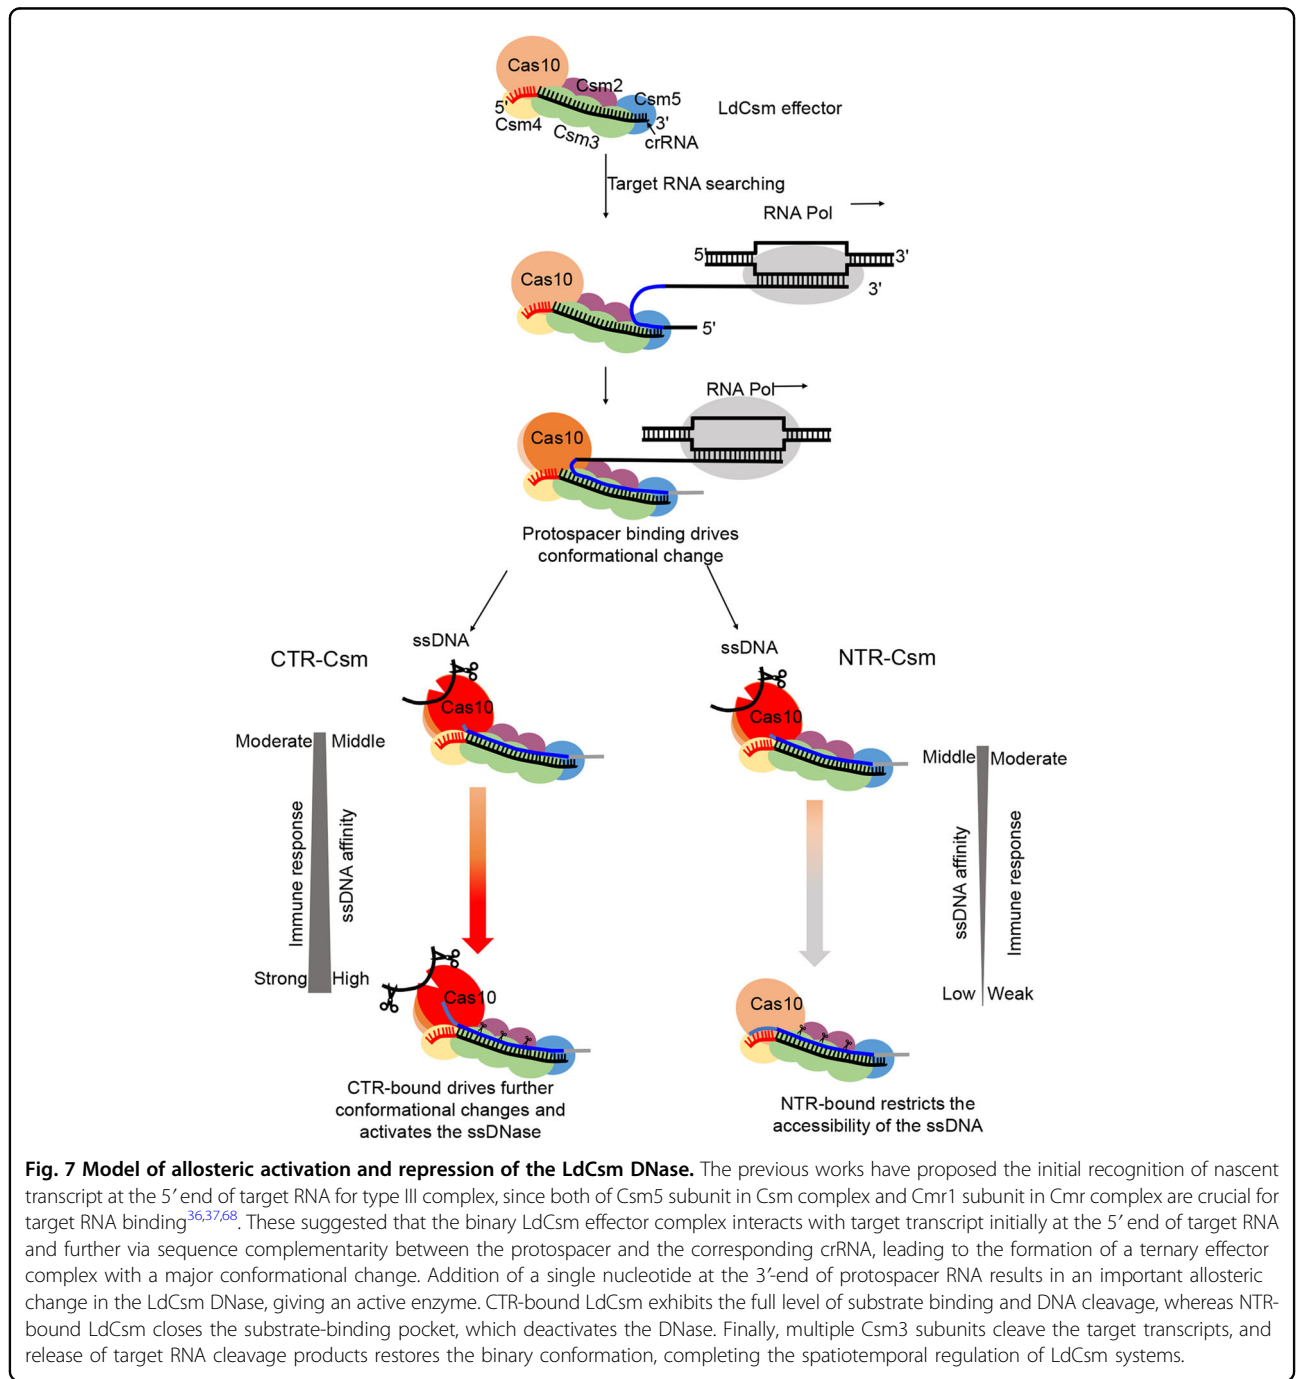 Cas10
Csm2
Csm5
5'
3'
Csm4
Csm3
crRNA
LdCsm effector
Target RNA searching
RNA Pol
5'
3'
3'
Cas10
5'
RNA Pol
Cas10
Protospacer binding drives
conformational change
ssDNA
CTR-Csm
Cas10
Moderate
Middle
Immune response
ssDNA affinity
Strong
High
Cas10
CTR-bound drives further
conformational changes and
activates the ssDNase
ssDNA
NTR-Csm
Cas10
Middle
Moderate
ssDNA affinity
Immune response
Low
Weak
Cas10
NTR-bound restricts the
accessibility of the ssDNA
Fig. 7 Model of allosteric activation and repression of the LdCsm DNase. The previous works have proposed the initial recognition of nascent
transcript at the 5′ end of target RNA for type III complex, since both of Csm5 subunit in Csm complex and Cmr1 subunit in Cmr complex are crucial for
target RNA binding36,37,68. These suggested that the binary LdCsm effector complex interacts with target transcript initially at the 5′ end of target RNA
and further via sequence complementarity between the protospacer and the corresponding crRNA, leading to the formation of a ternary effector
complex with a major conformational change. Addition of a single nucleotide at the 3′-end of protospacer RNA results in an important allosteric
change in the LdCsm DNase, giving an active enzyme. CTR-bound LdCsm exhibits the full level of substrate binding and DNA cleavage, whereas NTR-
bound LdCsm closes the substrate-binding pocket, which deactivates the DNase. Finally, multiple Csm3 subunits cleave the target transcripts, and
release of target RNA cleavage products restores the binary conformation, completing the spatiotemporal regulation of LdCsm systems.